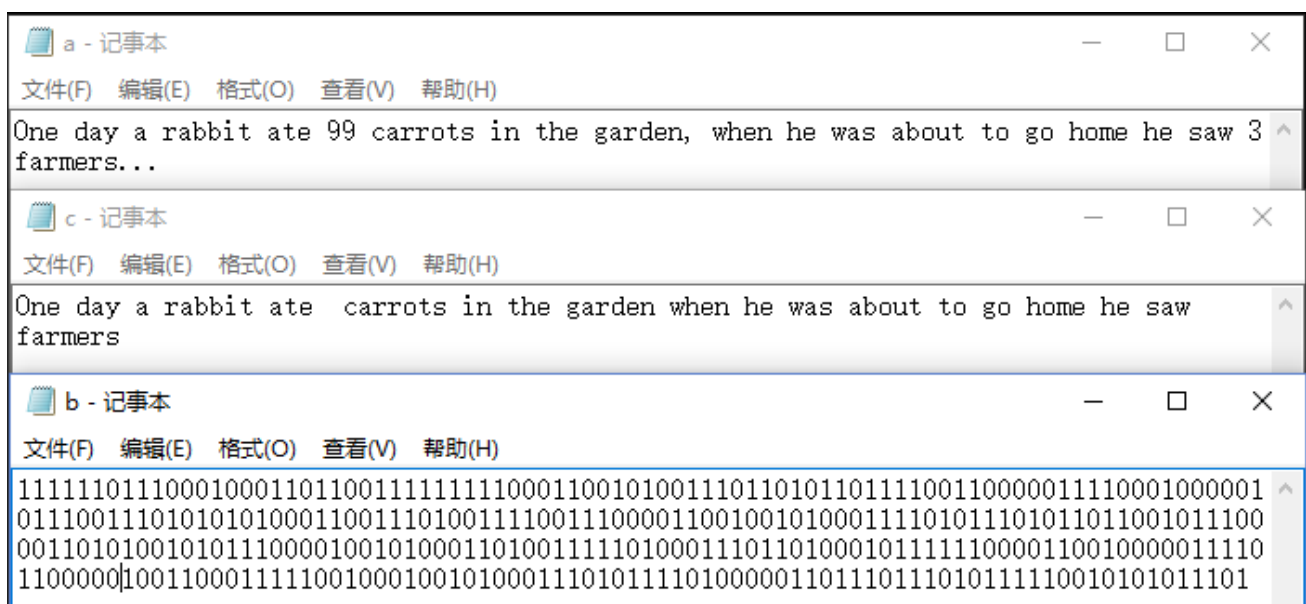 a - 记事本
文件(F) 编辑(E) 格式(O) 查看(V) 帮助(H)
One day a rabbit ate 99 carrots in the garden, when he was about to go home he saw 3
farmers...
c - 记事本
文件(F) 编辑(E) 格式(O) 查看(V) 帮助(H)
One day a rabbit ate  carrots in the garden when he was about to go home he saw
farmers
b - 记事本
文件(F) 编辑(E) 格式(O) 查看(V) 帮助(H)
111111011100010001101100111111111000110010100111011010110111100110000011110001000001
011100111010101010001100111010011110011100001100100101000111101011101011011001011100
0011010100101011100001001010001101001111101000111011010001011111100001100100000011110
1100000100110001111100100010010100011101011110100000110111011101011111001010101011101